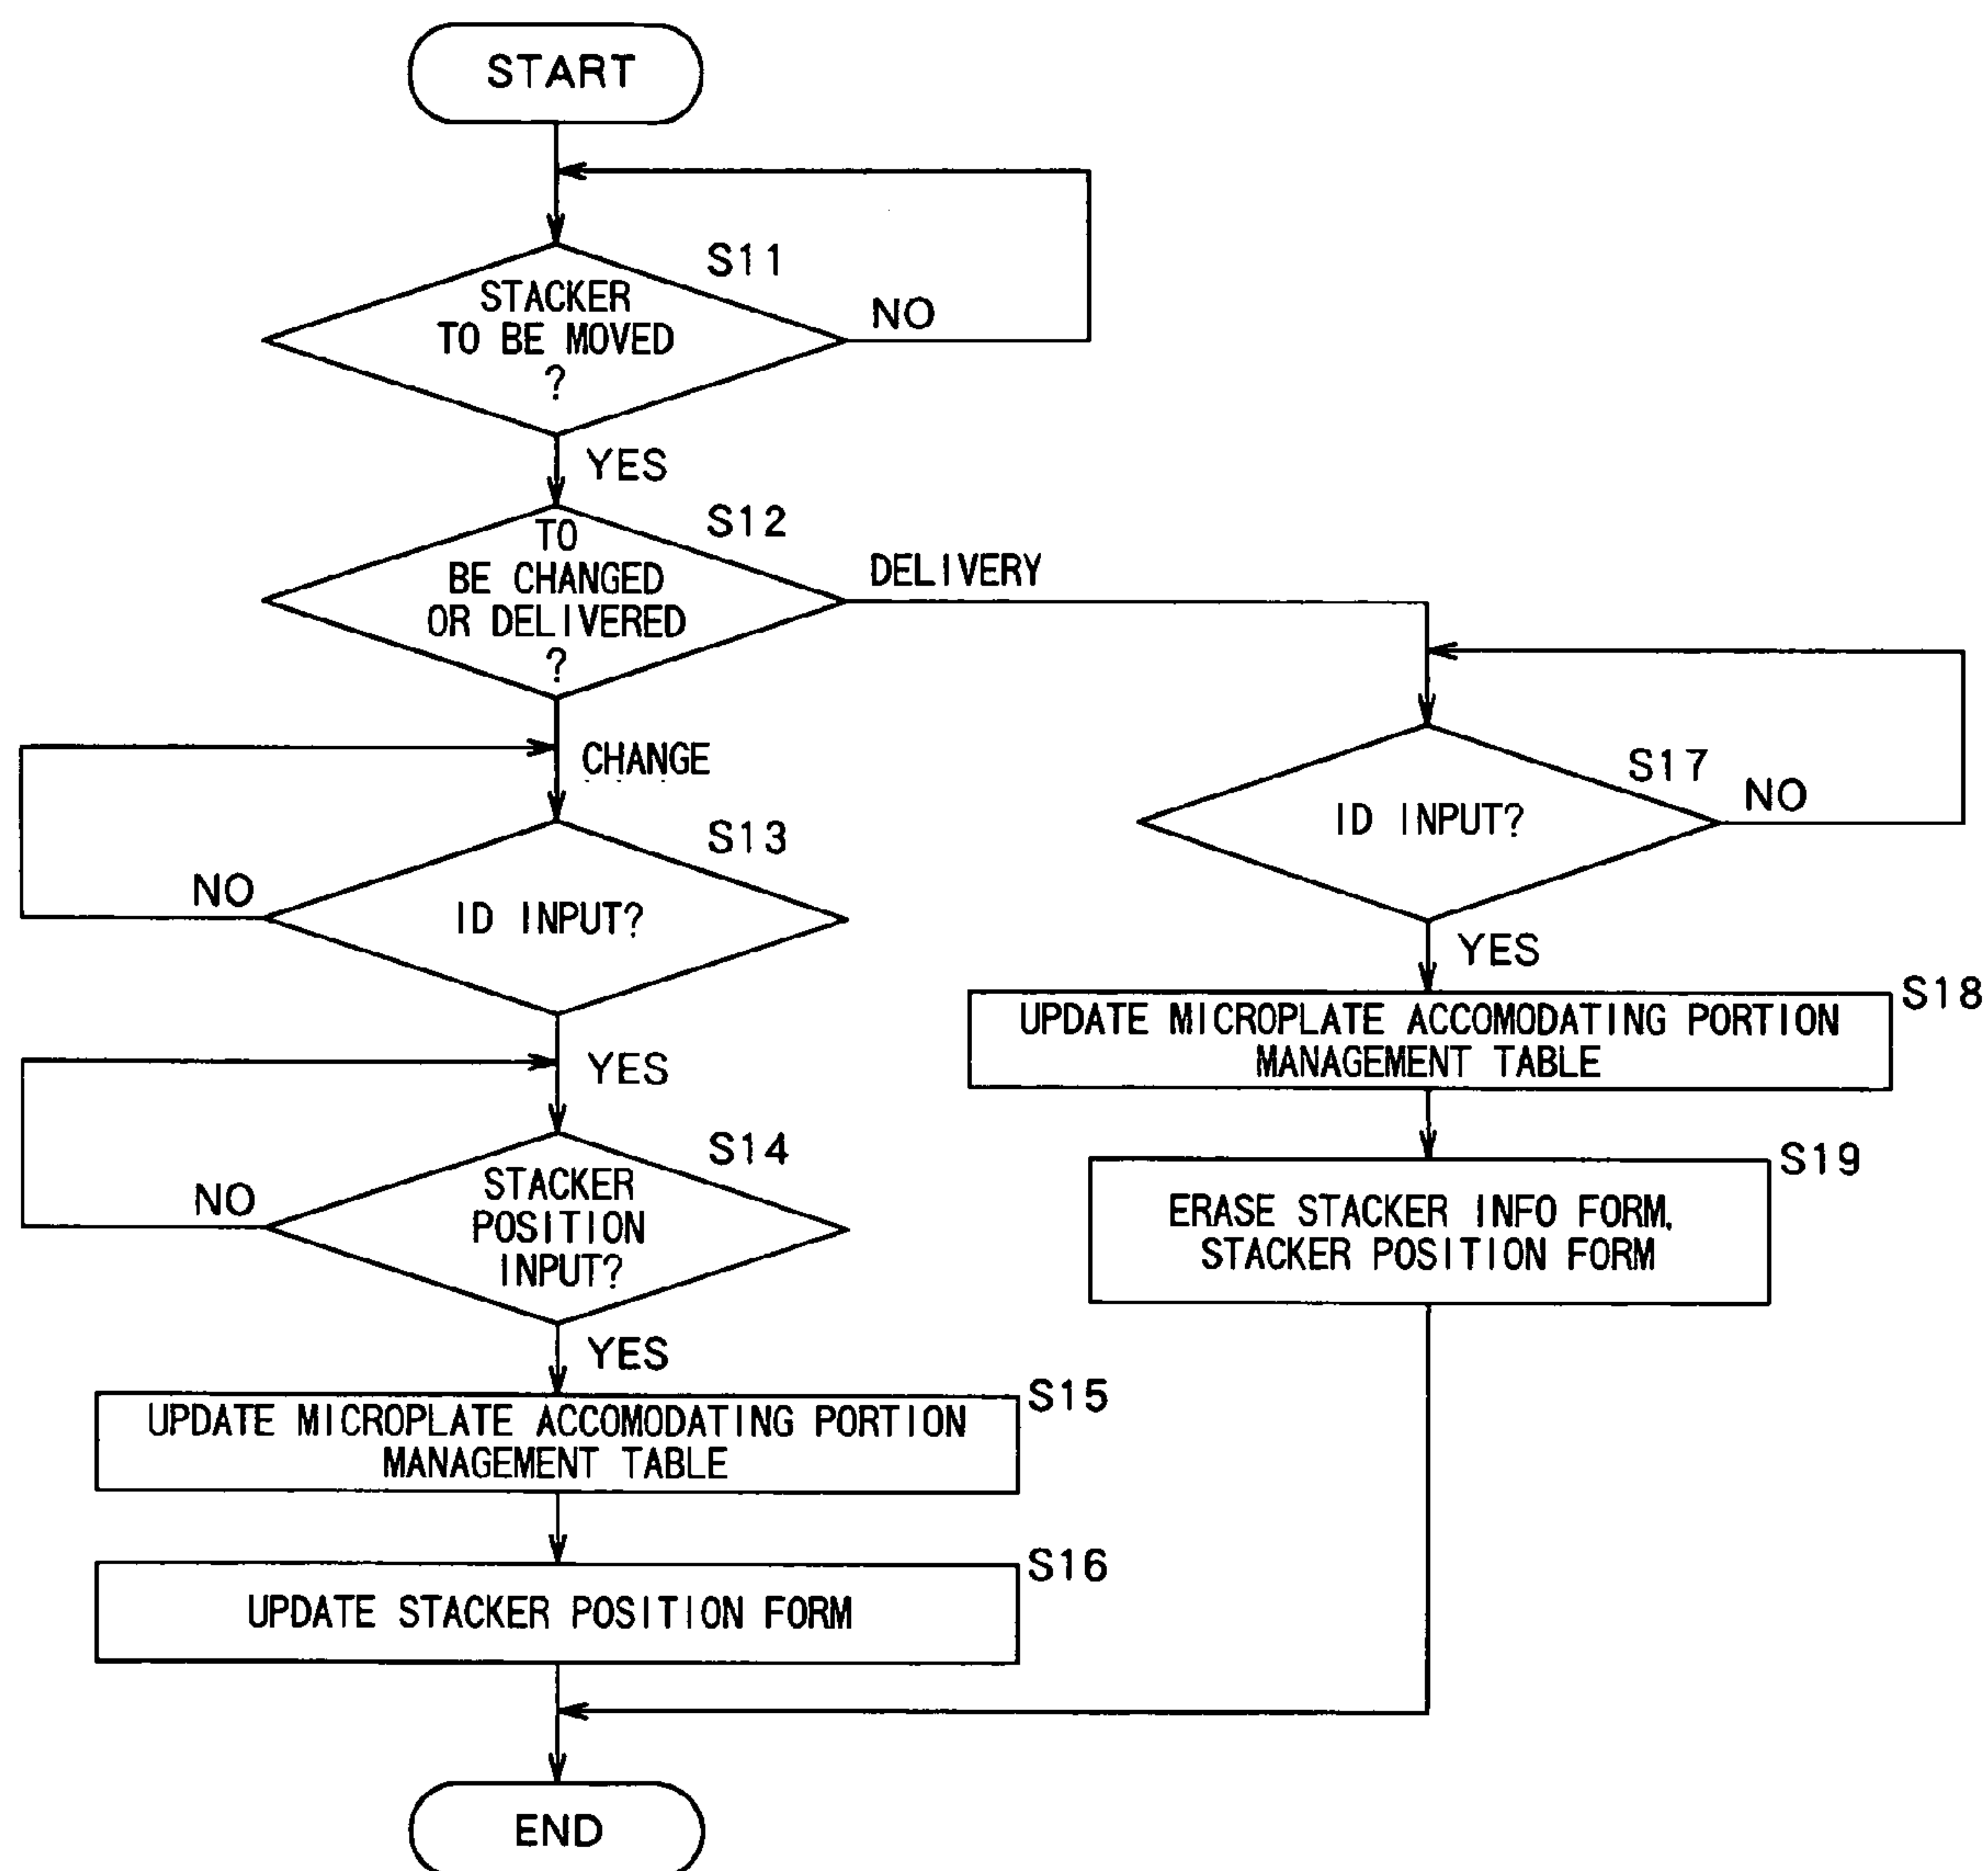 START
S11
STACKER
TO BE MOVED
?
NO
YES
S12
TO
BE CHANGED
OR DELIVERED
?
DELIVERY
CHANGE
S13
ID INPUT?
NO
YES
S14
STACKER
POSITION
INPUT?
NO
YES
S15
UPDATE MICROPLATE ACCOMODATING PORTION
MANAGEMENT TABLE
S16
UPDATE STACKER POSITION FORM
S17
ID INPUT?
NO
YES
S18
UPDATE MICROPLATE ACCOMODATING PORTION
MANAGEMENT TABLE
S19
ERASE STACKER INFO FORM,
STACKER POSITION FORM
END